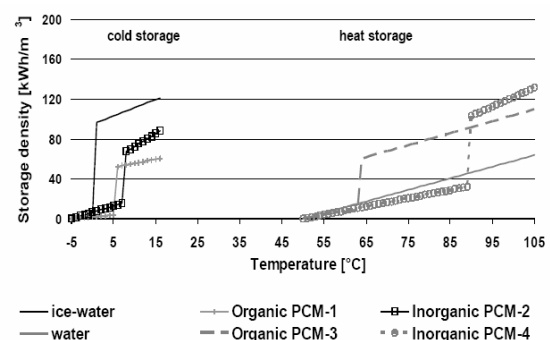 cold storage heat storage
Storage density [kWh/m ³]
200
160
120
80
40
0
-5 5 15 25 35 45 55 65 75 85 95 105
Temperature [°C]
ice-water Organic PCM-1 Inorganic PCM-2
water Organic PCM-3 Inorganic PCM-4